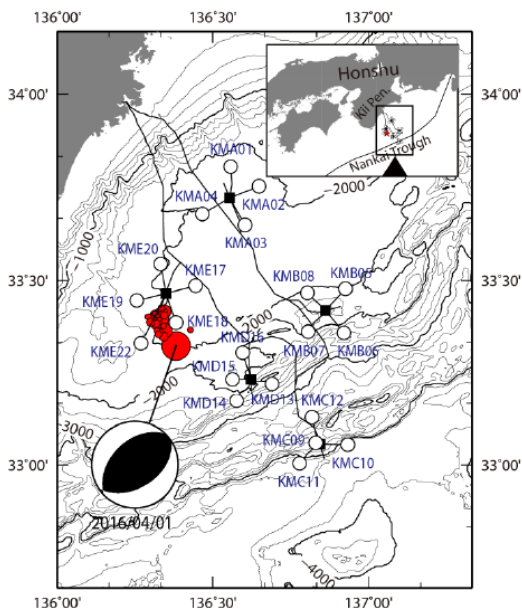 136°00'
136°30'
137°00'
34°00'
34°00'
Honshu
Kii Pen.
Nankai Trough
−2000
−1000
KMA01
KMA04
KMA02
KMA03
KME20
KME17
KMB08
KMB05
33°30'
33°30'
KME19
KME18
−2000
KMD16
KMB07
KMB06
KME22
−2000
KMD15
KMD13
KMD14
KMC12
−3000
KMC09
KMC10
33°00'
33°00'
KMC11
2016/04/01
−4000
136°00'
136°30'
137°00'